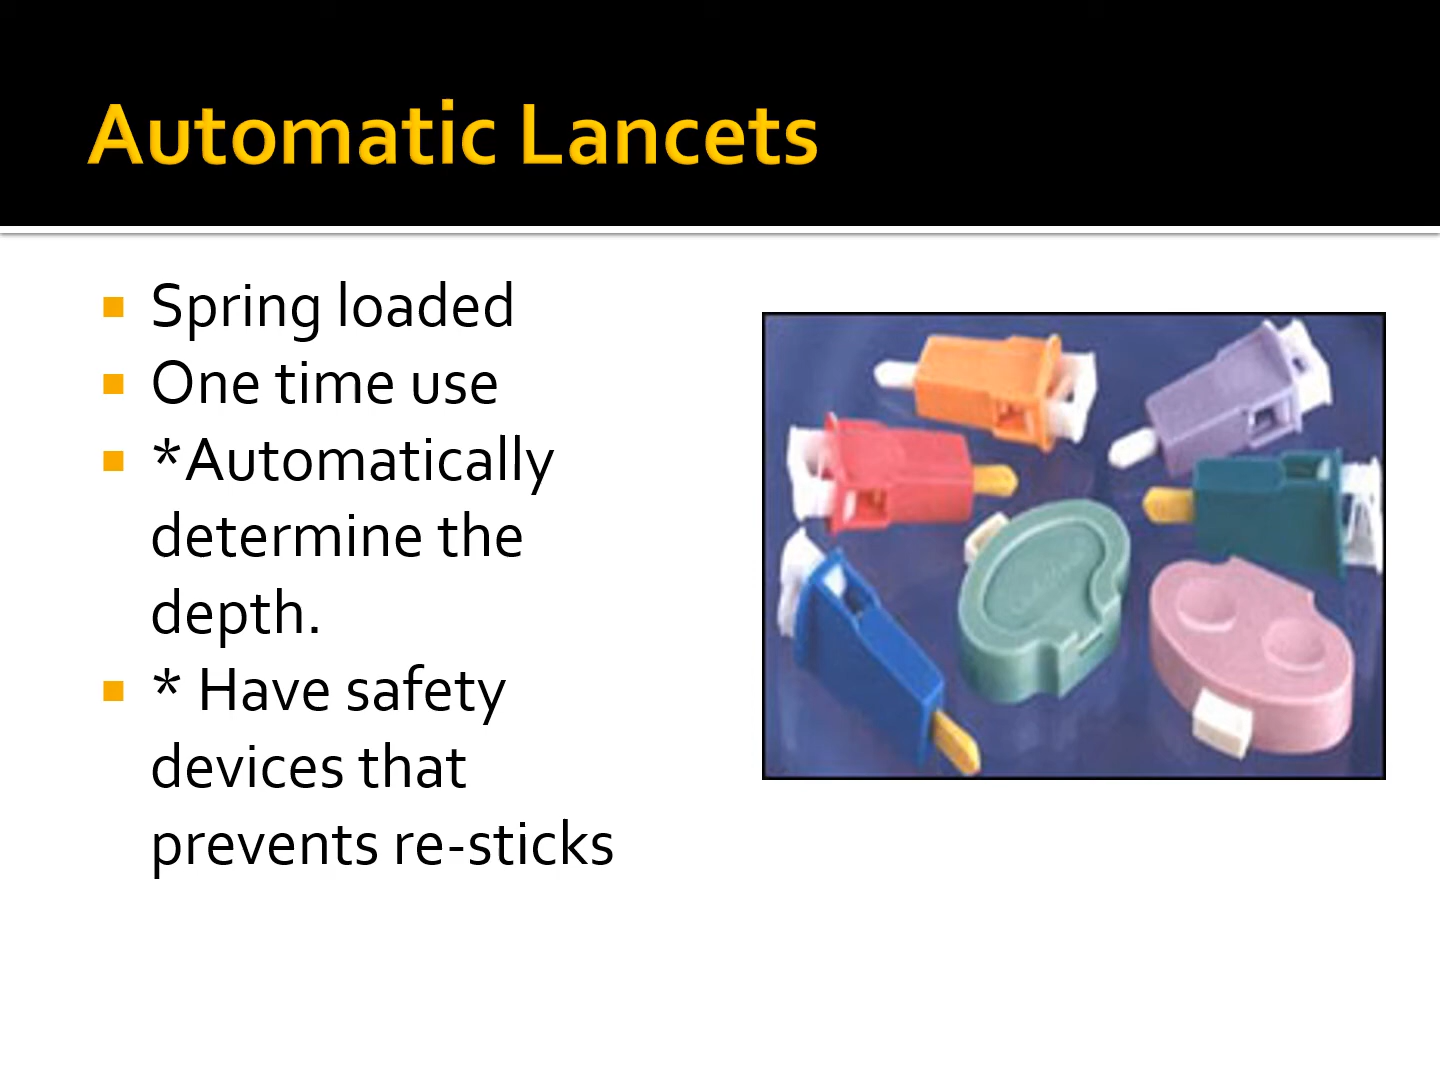 Automatic Lancets
Spring loaded
One time use
*Automatically
determine the
depth.
* Have safety
devices that
prevents re-sticks